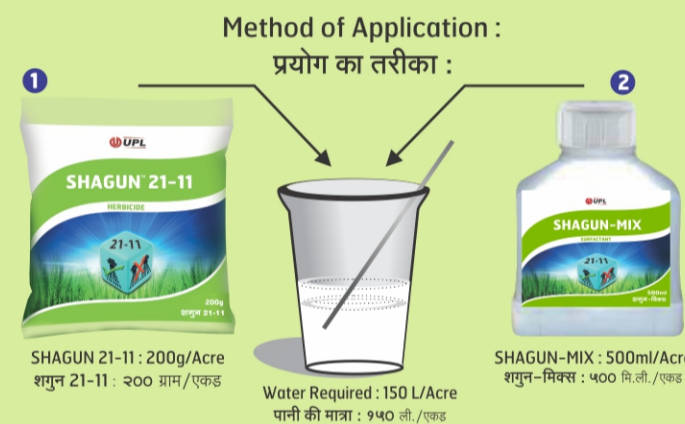 Method of Application :
प्रयोग का तरीका :
1
2
UPL
SHAGUN™ 21-11
HERBICIDE
21-11
200g
शगुन 21-11
UPL
SHAGUN-MIX
SURFACTANT
21-11
500ml
शगुन-मिक्स
SHAGUN 21-11 : 200g/Acre
शगुन 21-11 : २०० ग्राम/एकड
Water Required : 150 L/Acre
पानी की मात्रा : १५० ली./एकड
SHAGUN-MIX : 500ml/Acre
शगुन-मिक्स : ५०० मि.ली./एकड